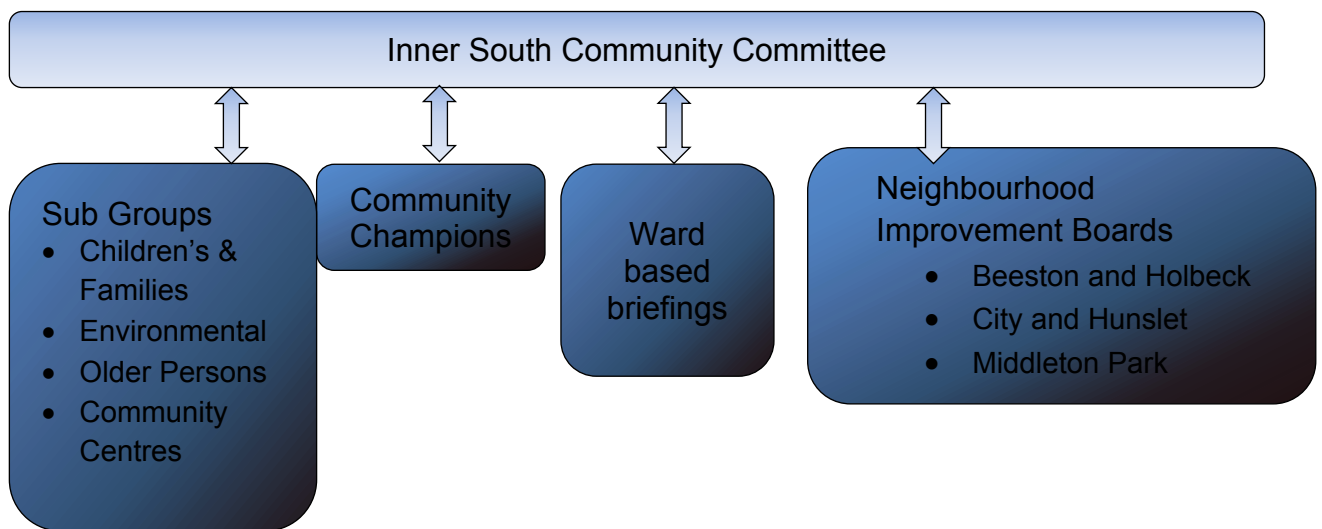 Inner South Community Committee
Sub Groups
• Children’s &
Families
• Environmental
• Older Persons
• Community
Centres
Community
Champions
Ward
based
briefings
Neighbourhood
Improvement Boards
• Beeston and Holbeck
• City and Hunslet
• Middleton Park